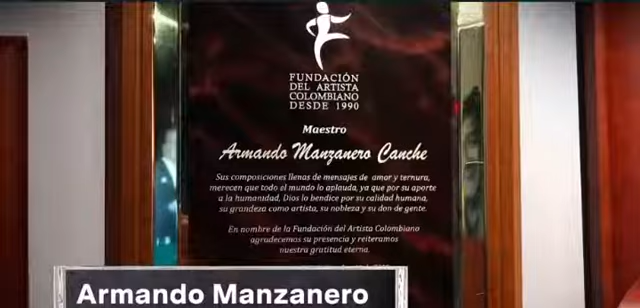 FUNDACIÓN
DEL ARTISTA
COLOMBIANO
DESDE 1990
Maestro
Armando Manzanero Canche
Sus composiciones llenas de mensajes de amor y ternura,
merecen que todo el mundo lo aplauda, ya que por su aporte
a la humanidad, Dios lo bendice por su calidad humana,
su grandeza como artista, su nobleza y su don de gente.
En nombre de la Fundación del Artista Colombiano
agradecemos su presencia y reiteramos
nuestra gratitud eterna.
Armando Manzanero